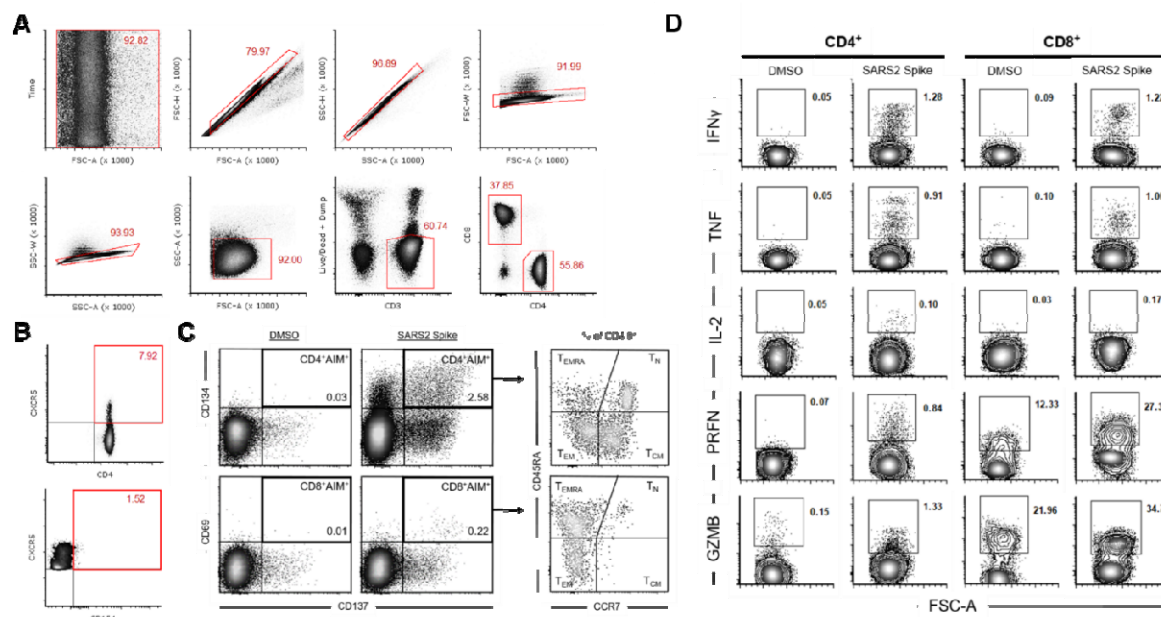 A
92.82
Time
FSC-A (x 1000)
79.97
FSC-H (x 1000)
FSC-A (x 1000)
90.89
SSC-H (x 1000)
SSC-A (x 1000)
91.99
FSC-W (x 1000)
FSC-A (x 1000)
93.93
SSC-W (x 1000)
SSC-A (x 1000)
92.00
SSC-A (x 1000)
FSC-A (x 1000)
60.74
Live/Dead + Dump
CD3
37.85
55.86
CD8
CD4
B
7.92
CXCR5
CD4
1.52
C
DMSO
SARS2 Spike
CD134
CD4⁺AIM⁺
0.03
CD4⁺AIM⁺
2.58
TEMRA
TN
TEM
TCM
CD69
CD8⁺AIM⁺
0.01
CD8⁺AIM⁺
0.22
TEMRA
TN
TEM
TCM
CD45RA
CD137
CCR7
D
CD4⁺
CD8⁺
DMSO
SARS2 Spike
DMSO
SARS2 Spike
IFNγ
0.05
1.28
0.09
TNF
0.05
0.91
0.10
IL-2
0.05
0.10
0.03
0.17
PRFN
0.07
0.84
12.33
GZMB
0.15
1.33
21.96
FSC-A